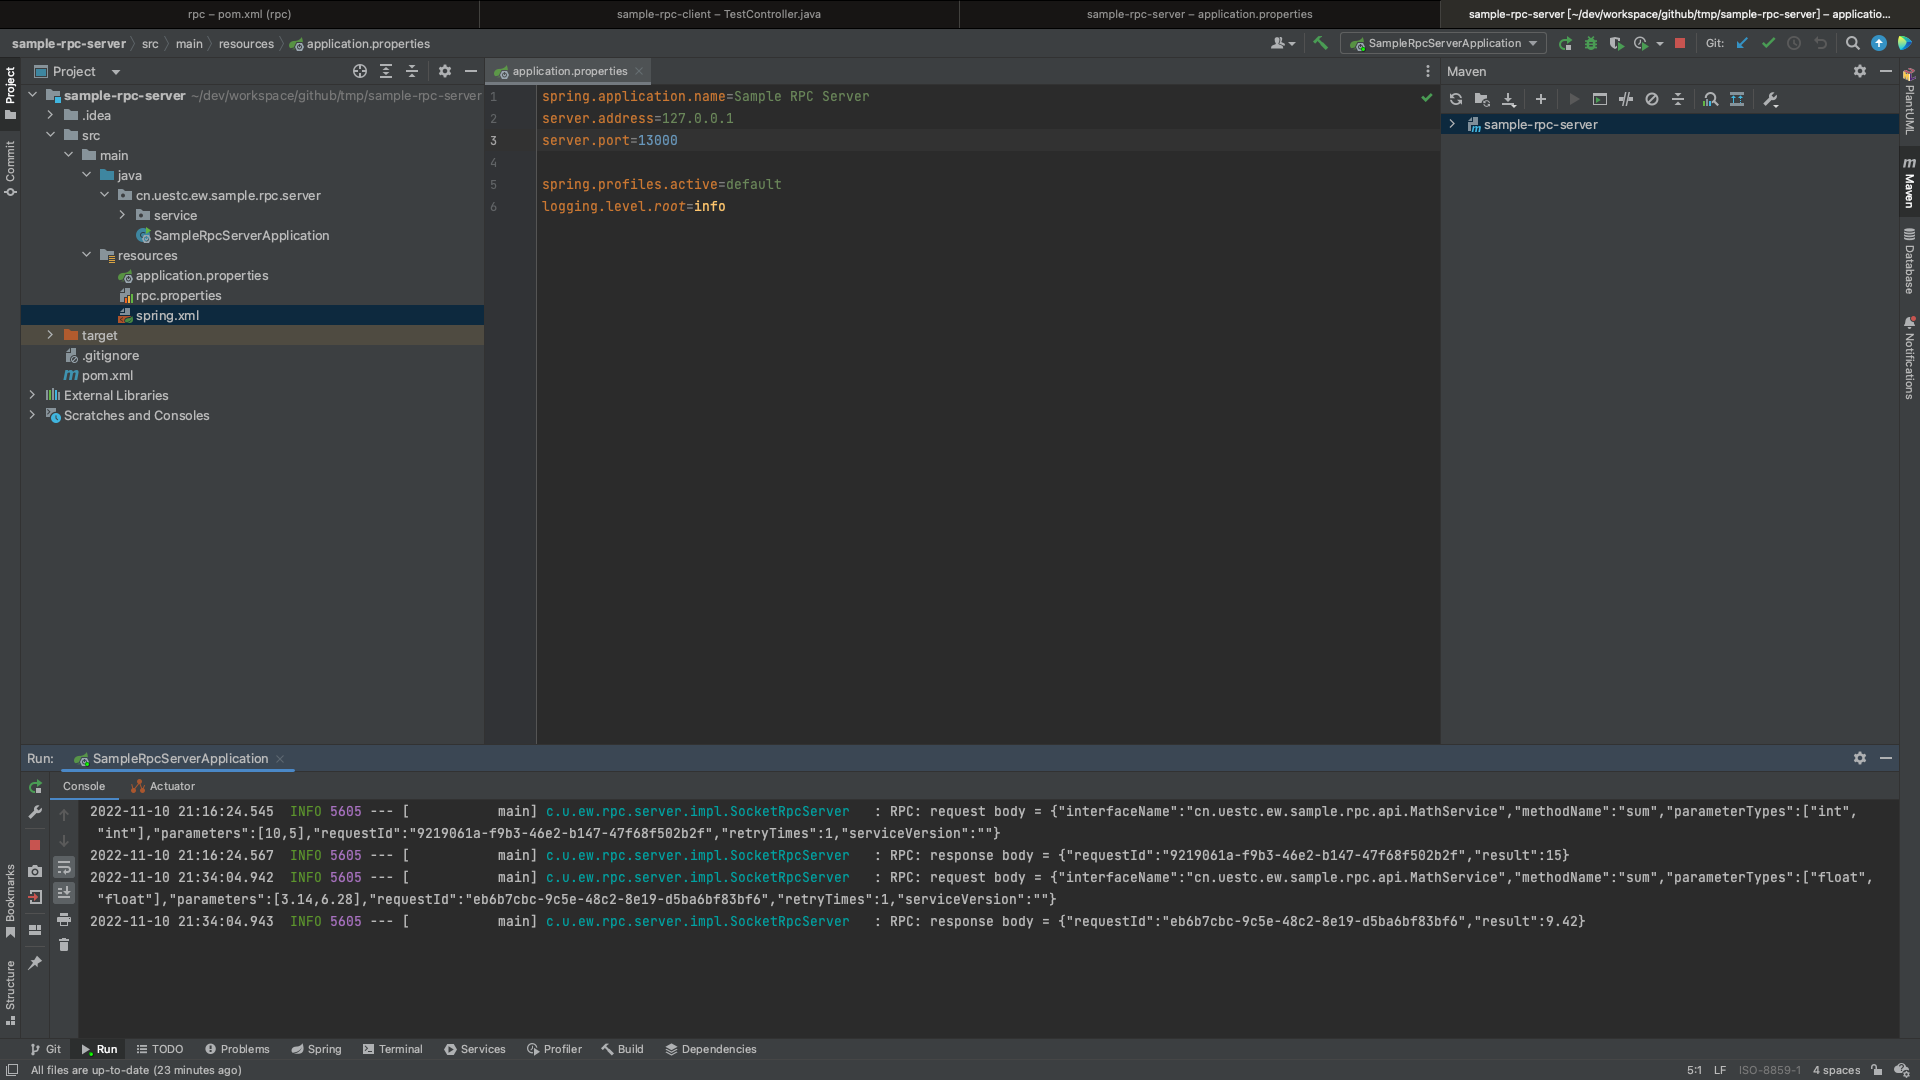 rpc – pom.xml (rpc)
sample-rpc-client – TestController.java
sample-rpc-server – application.properties
sample-rpc-server [~/dev/workspace/github/tmp/sample-rpc-server] – applicatio...
sample-rpc-server
src
main
resources
application.properties
SampleRpcServerApplication
Git:
Project
Project
sample-rpc-server ~/dev/workspace/github/tmp/sample-rpc-server
.idea
src
main
java
cn.uestc.ew.sample.rpc.server
service
SampleRpcServerApplication
resources
application.properties
rpc.properties
spring.xml
target
.gitignore
pom.xml
External Libraries
Scratches and Consoles
Commit
application.properties
1 spring.application.name=Sample RPC Server
2 server.address=127.0.0.1
3 server.port=13000
4
5 spring.profiles.active=default
6 logging.level.root=info
Maven
sample-rpc-server
PlantUML
Maven
Database
Notifications
Run:
SampleRpcServerApplication
Console
Actuator
2022-11-10 21:16:24.545  INFO 5605 --- [           main] c.u.ew.rpc.server.impl.SocketRpcServer   : RPC: request body = {"interfaceName":"cn.uestc.ew.sample.rpc.api.MathService","methodName":"sum","parameterTypes":["int",
"int"],"parameters":[10,5],"requestId":"9219061a-f9b3-46e2-b147-47f68f502b2f","retryTimes":1,"serviceVersion":""}
2022-11-10 21:16:24.567  INFO 5605 --- [           main] c.u.ew.rpc.server.impl.SocketRpcServer   : RPC: response body = {"requestId":"9219061a-f9b3-46e2-b147-47f68f502b2f","result":15}
2022-11-10 21:34:04.942  INFO 5605 --- [           main] c.u.ew.rpc.server.impl.SocketRpcServer   : RPC: request body = {"interfaceName":"cn.uestc.ew.sample.rpc.api.MathService","methodName":"sum","parameterTypes":["float",
"float"],"parameters":[3.14,6.28],"requestId":"eb6b7cbc-9c5e-48c2-8e19-d5ba6bf83bf6","retryTimes":1,"serviceVersion":""}
2022-11-10 21:34:04.943  INFO 5605 --- [           main] c.u.ew.rpc.server.impl.SocketRpcServer   : RPC: response body = {"requestId":"eb6b7cbc-9c5e-48c2-8e19-d5ba6bf83bf6","result":9.42}
Bookmarks
Structure
Git
Run
TODO
Problems
Spring
Terminal
Services
Profiler
Build
Dependencies
All files are up-to-date (23 minutes ago)
5:1
LF
ISO-8859-1
4 spaces